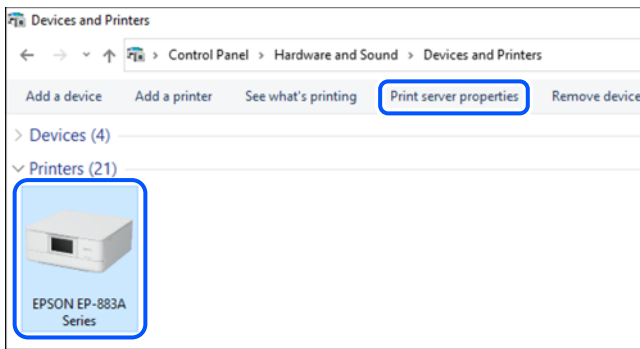 Devices and Printers
Control Panel > Hardware and Sound > Devices and Printers
Add a device Add a printer See what's printing Print server properties Remove device
Devices (4)
Printers (21)
EPSON EP-883A
Series